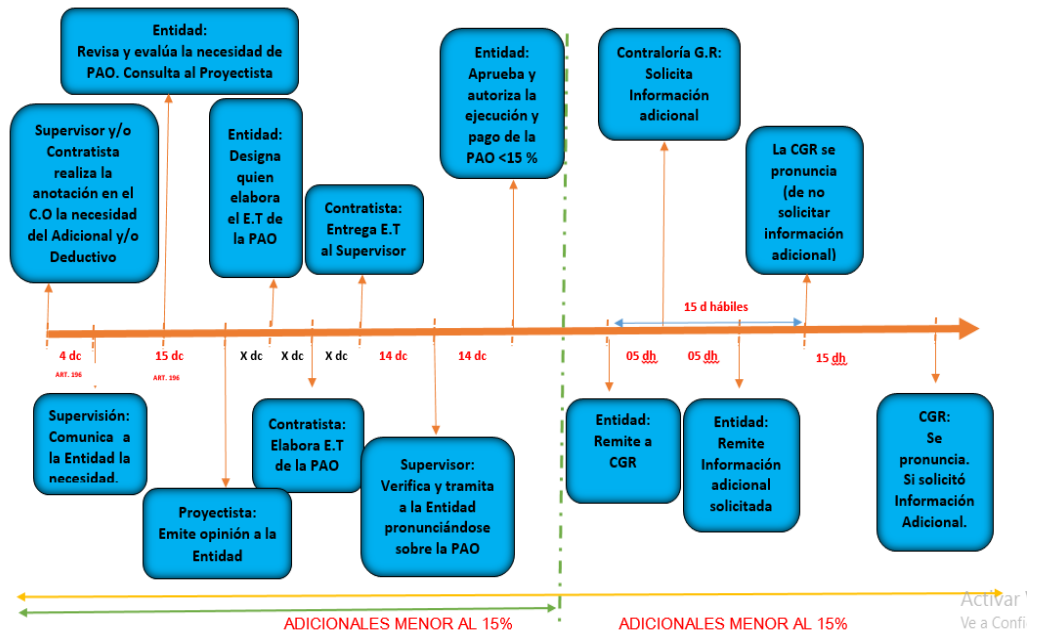 Entidad:
Revisa y evalúa la necesidad de
PAO. Consulta al Proyectista
Supervisor y/o
Contratista
realiza la
anotación en el
C.O la necesidad
del Adicional y/o
Deductivo
Entidad:
Designa
quien
elabora
el E.T de
la PAO
Contratista:
Entrega E.T
al Supervisor
Entidad:
Aprueba y
autoriza la
ejecución y
pago de la
PAO <15 %
Contraloría G.R:
Solicita
Información
adicional
La CGR se
pronuncia
(de no
solicitar
información
adicional)
15 d hábiles
4 dc
15 dc
X dc
X dc
X dc
14 dc
14 dc
05 dh
05 dh
15 dh
ART. 196
ART. 196
Supervisión:
Comunica a
la Entidad la
necesidad.
Proyectista:
Emite opinión a la
Entidad
Contratista:
Elabora E.T
de la PAO
Supervisor:
Verifica y tramita
a la Entidad
pronunciándose
sobre la PAO
Entidad:
Remite a
CGR
Entidad:
Remite
Información
adicional
solicitada
CGR:
Se
pronuncia.
Si solicitó
Información
Adicional.
ADICIONALES MENOR AL 15%
ADICIONALES MENOR AL 15%
Activar
Ve a Confi